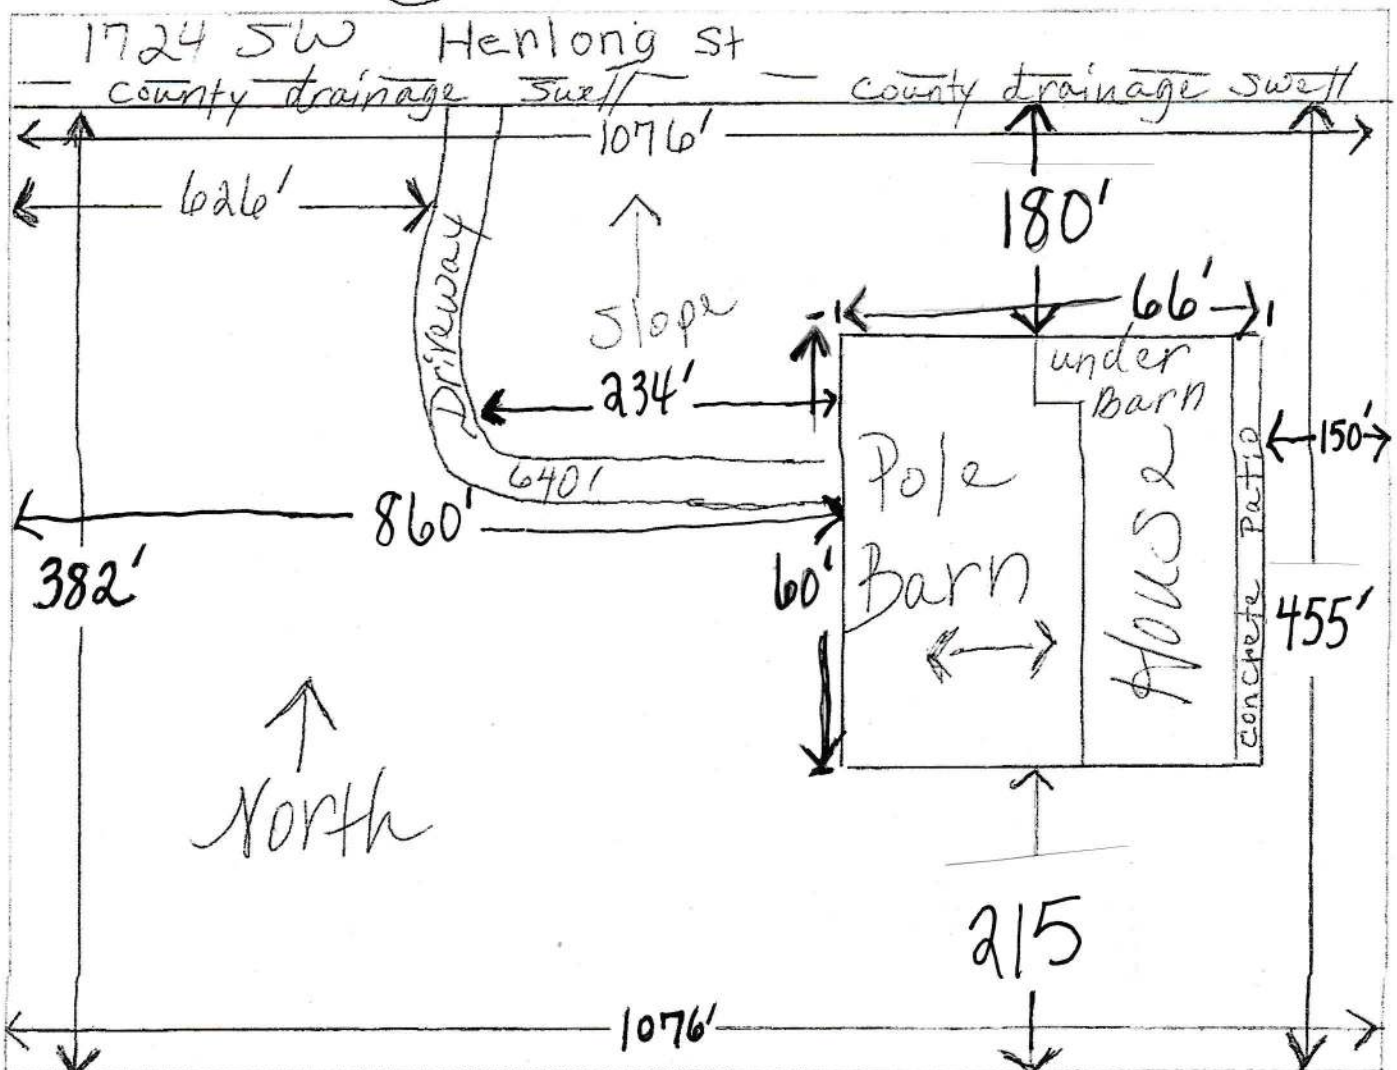 1724 SW Henlong St
county drainage swell county drainage swell
1076'
626'
180'
Driveway
Slope
66'
under
Barn
234'
150'
640'
Pole
Barn
House
Concrete Patio
860'
382'
60'
455'
North
215
1076'